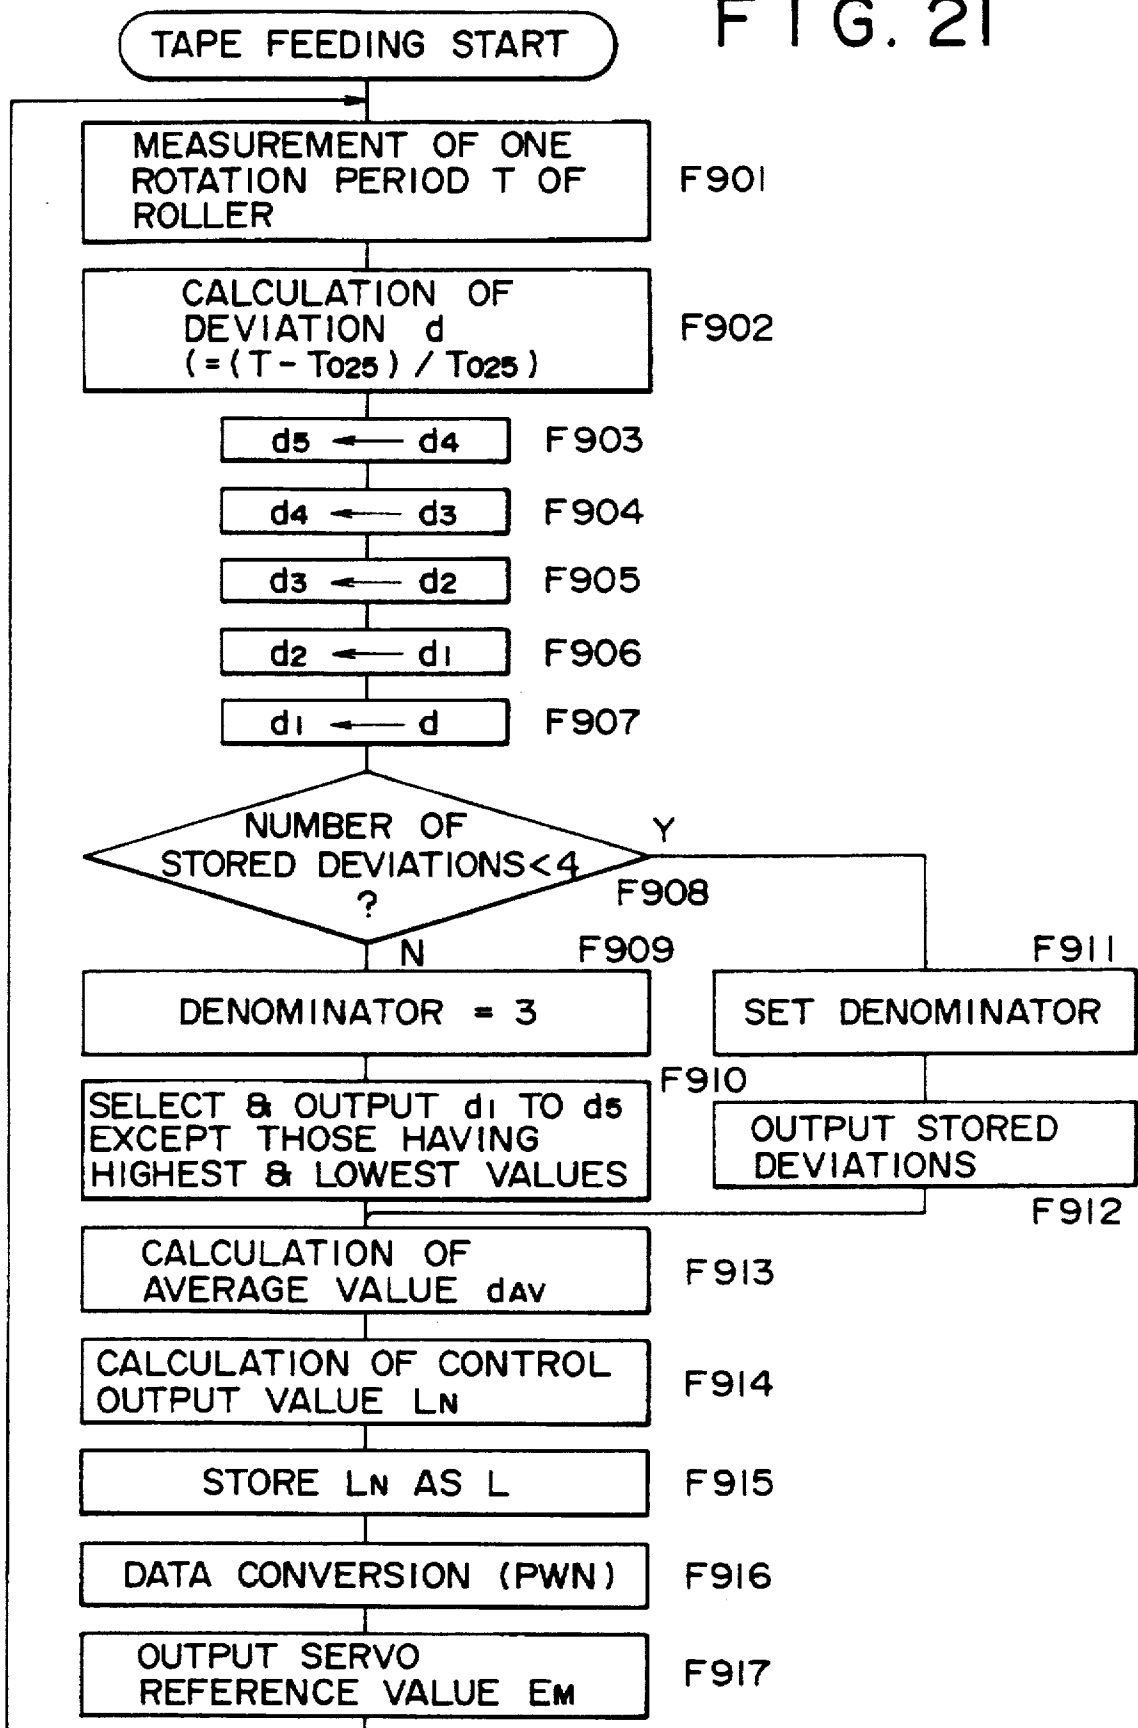 FIG. 21
TAPE FEEDING START
MEASUREMENT OF ONE
ROTATION PERIOD T OF
ROLLER
F901
CALCULATION OF
DEVIATION d
(=(T-T025)/T025)
F902
d5 ← d4
F903
d4 ← d3
F904
d3 ← d2
F905
d2 ← d1
F906
d1 ← d
F907
NUMBER OF
STORED DEVIATIONS<4
?
Y
F908
N
F909
DENOMINATOR = 3
F911
SET DENOMINATOR
F910
SELECT & OUTPUT d1 TO d5
EXCEPT THOSE HAVING
HIGHEST & LOWEST VALUES
OUTPUT STORED
DEVIATIONS
F912
CALCULATION OF
AVERAGE VALUE dAV
F913
CALCULATION OF CONTROL
OUTPUT VALUE LN
F914
STORE LN AS L
F915
DATA CONVERSION (PWN)
F916
OUTPUT SERVO
REFERENCE VALUE EM
F917